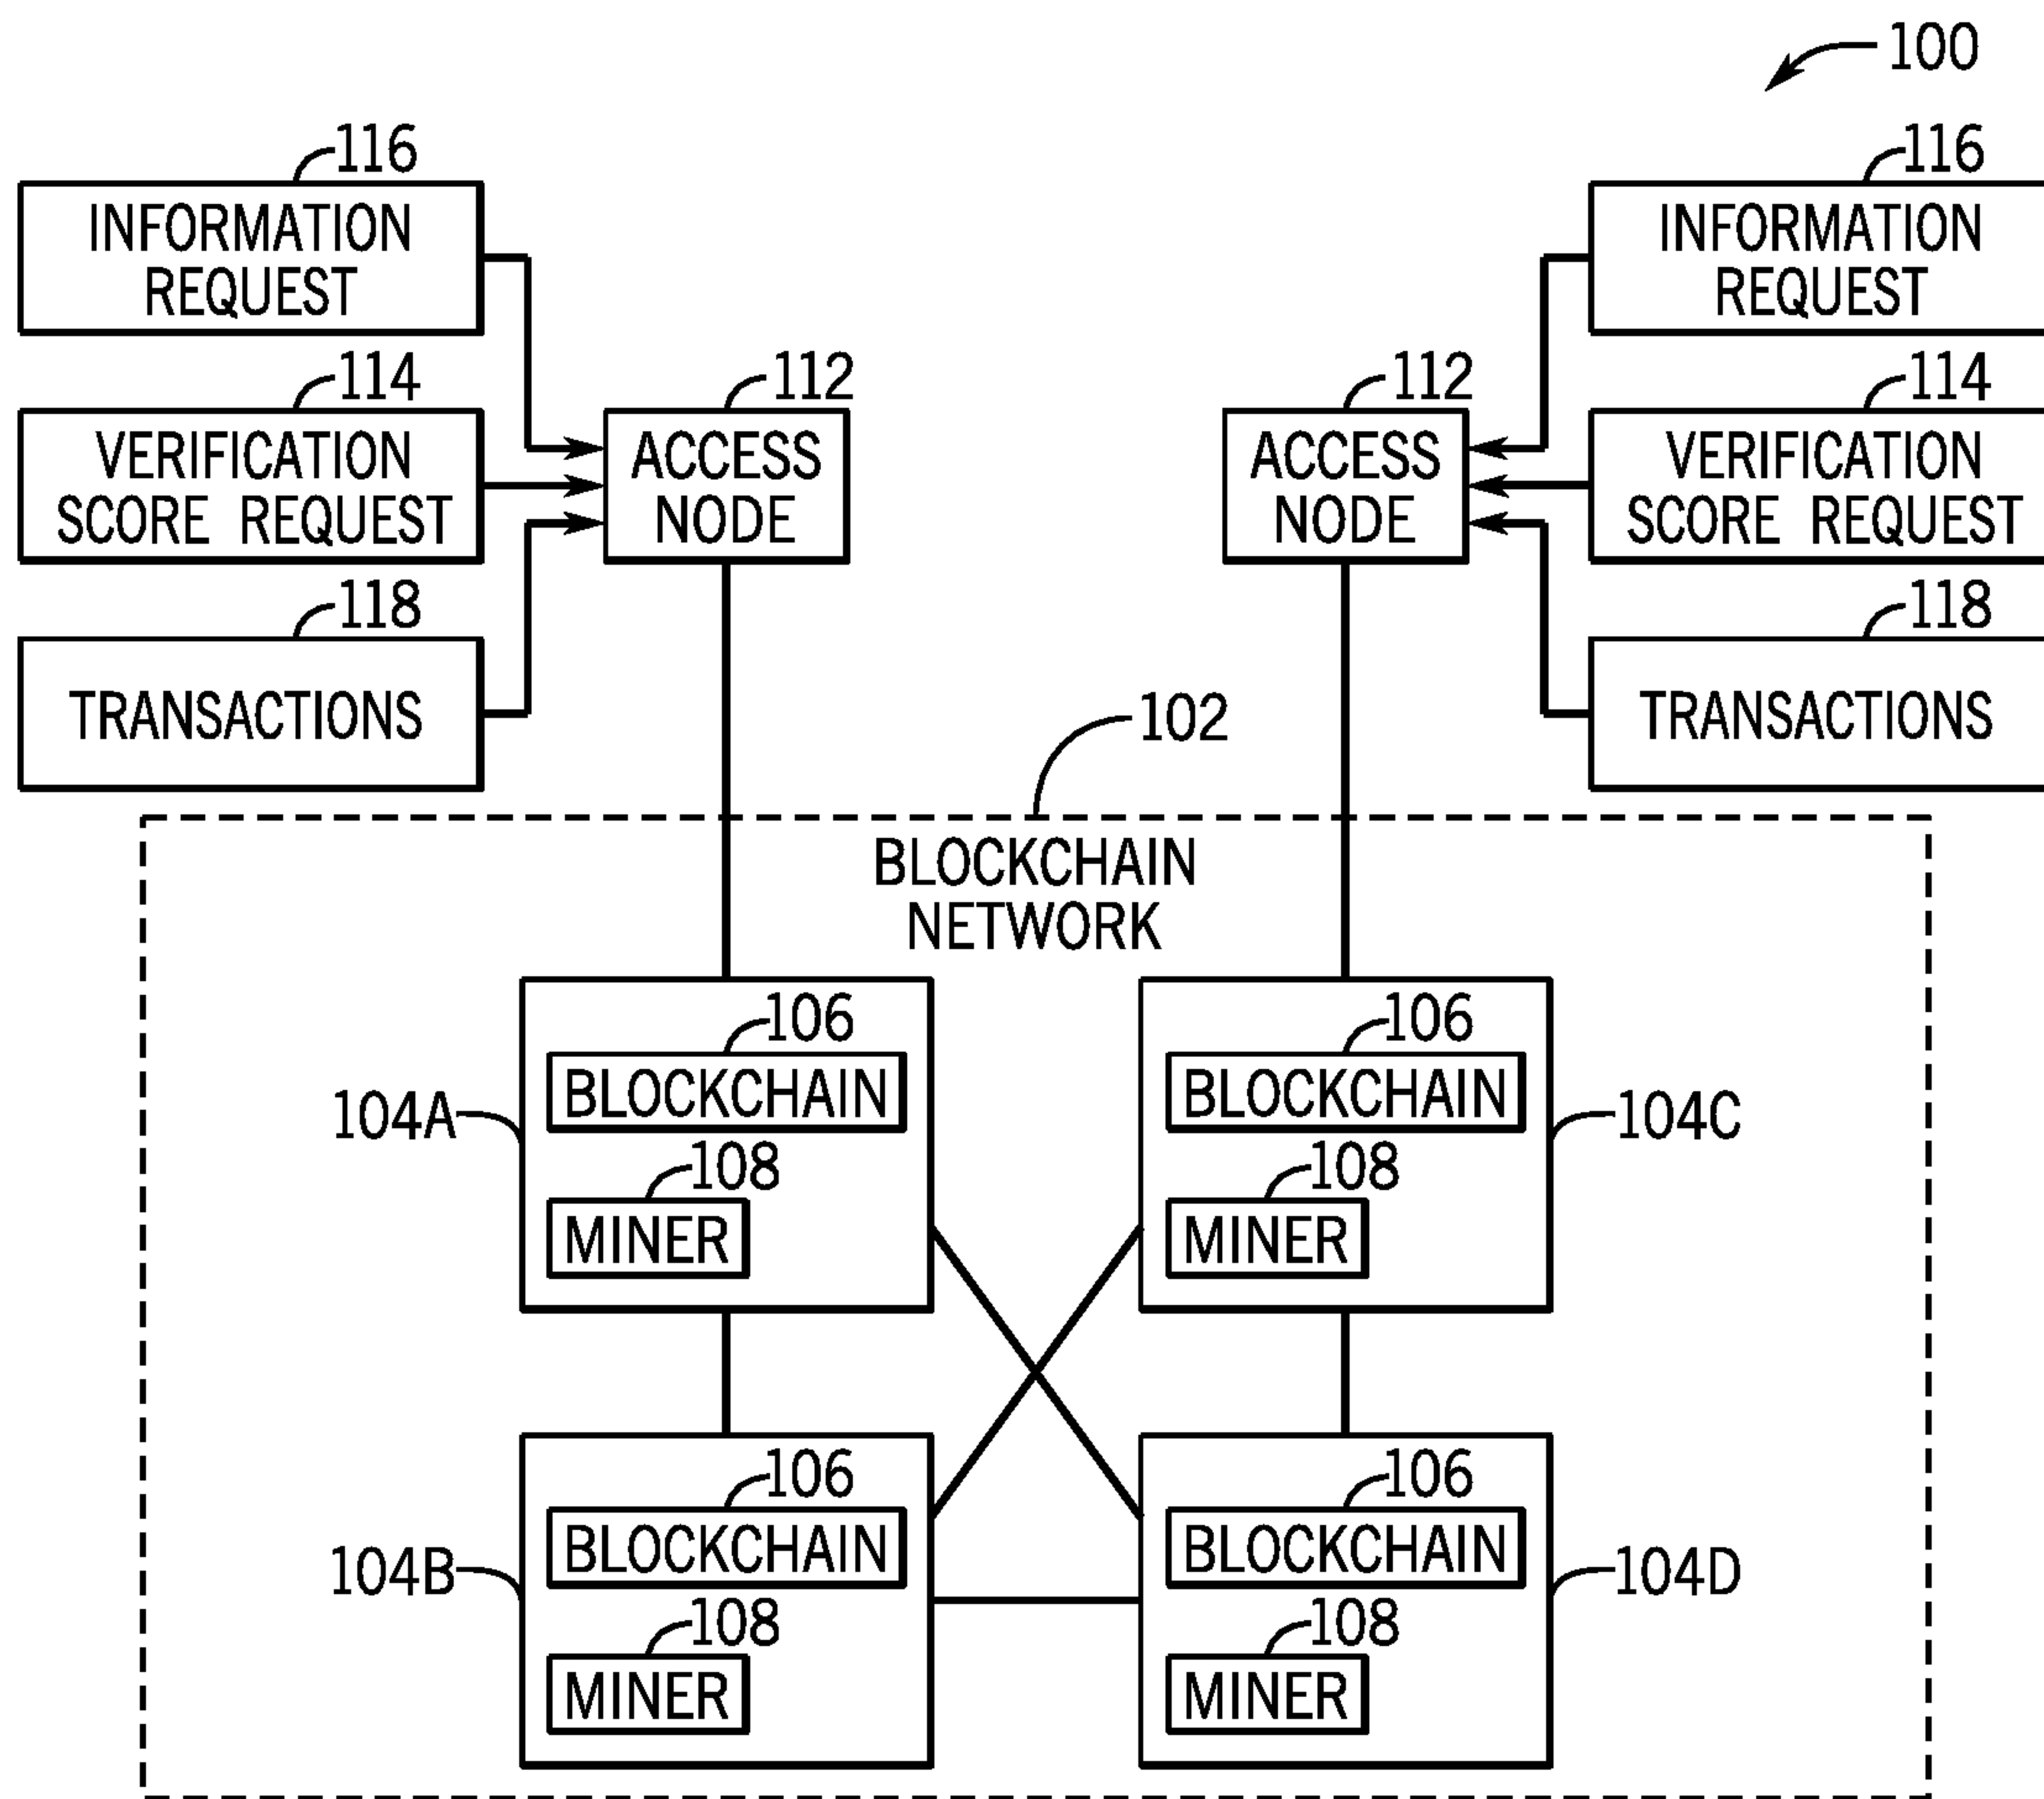 100
116
INFORMATION
REQUEST
114
VERIFICATION
SCORE REQUEST
118
TRANSACTIONS
112
ACCESS
NODE
112
ACCESS
NODE
116
INFORMATION
REQUEST
114
VERIFICATION
SCORE REQUEST
118
TRANSACTIONS
102
BLOCKCHAIN
NETWORK
104A
106
BLOCKCHAIN
108
MINER
106
BLOCKCHAIN
108
MINER
104C
104B
106
BLOCKCHAIN
108
MINER
106
BLOCKCHAIN
108
MINER
104D